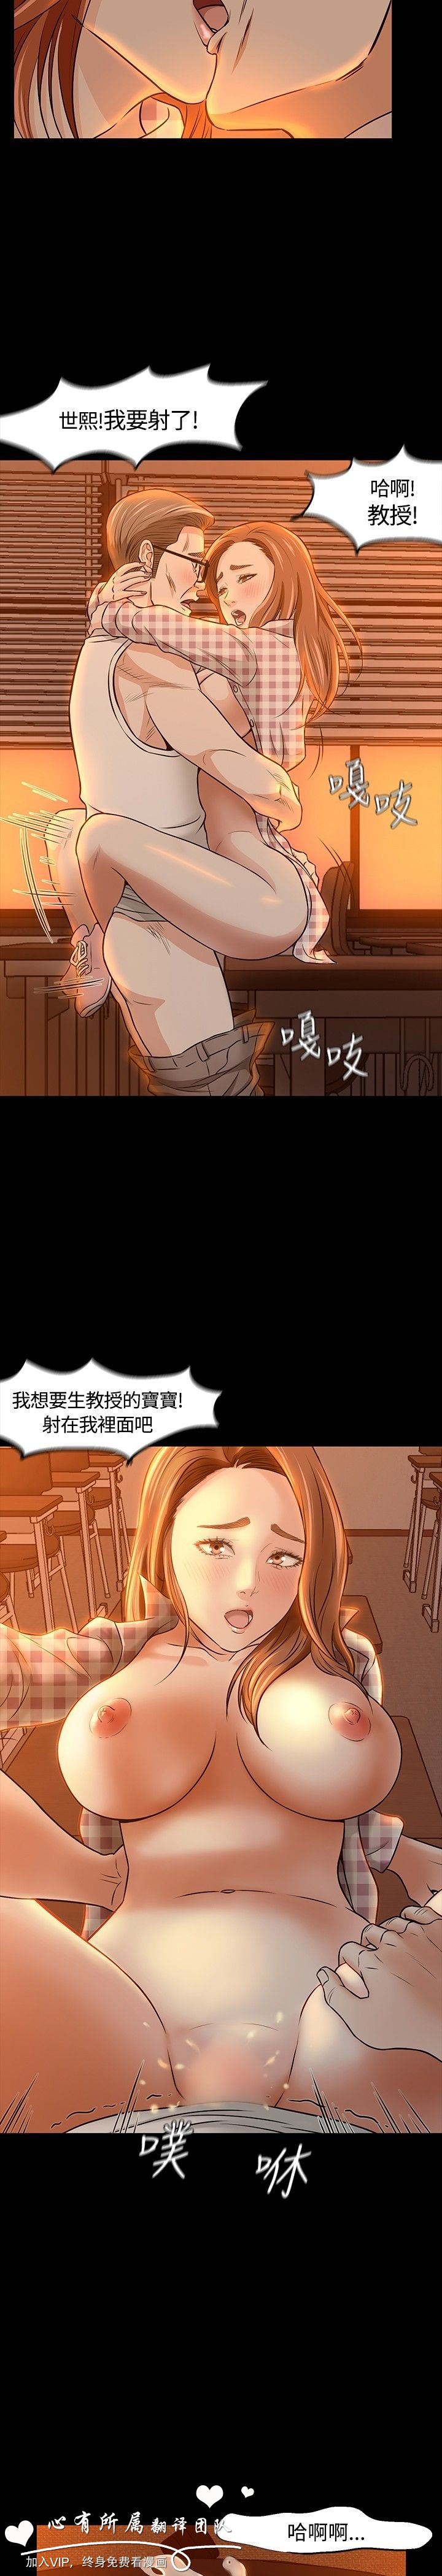 世熙!我要射了!
哈啊!
教授!
嘎吱
嘎吱
我想要生教授的寶寶!
射在我裡面吧
噗咻
心有所属翻译团队
加入VIP，终身免费看漫画
哈啊啊...